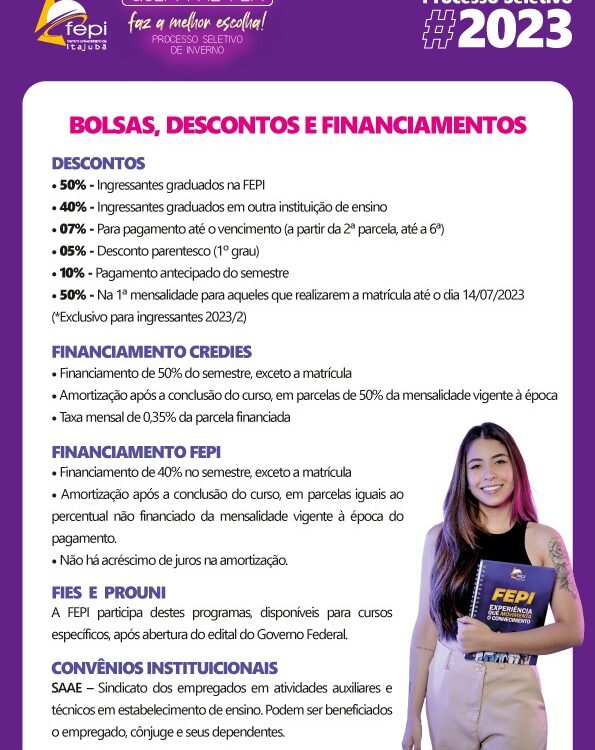 fepi
Centro Universitário de
Itajubá
faz a melhor escolha!
PROCESSO SELETIVO
DE INVERNO
Processo Seletivo
#2023
BOLSAS, DESCONTOS E FINANCIAMENTOS
DESCONTOS
• 50% - Ingressantes graduados na FEPI
• 40% - Ingressantes graduados em outra instituição de ensino
• 07% - Para pagamento até o vencimento (a partir da 2ª parcela, até a 6ª)
• 05% - Desconto parentesco (1º grau)
• 10% - Pagamento antecipado do semestre
• 50% - Na 1ª mensalidade para aqueles que realizarem a matrícula até o dia 14/07/2023
(*Exclusivo para ingressantes 2023/2)
FINANCIAMENTO CREDIES
• Financiamento de 50% do semestre, exceto a matrícula
• Amortização após a conclusão do curso, em parcelas de 50% da mensalidade vigente à época
• Taxa mensal de 0,35% da parcela financiada
FINANCIAMENTO FEPI
• Financiamento de 40% no semestre, exceto a matrícula
• Amortização após a conclusão do curso, em parcelas iguais ao
percentual não financiado da mensalidade vigente à época do
pagamento.
• Não há acréscimo de juros na amortização.
FIES E PROUNI
A FEPI participa destes programas, disponíveis para cursos
específicos, após abertura do edital do Governo Federal.
CONVÊNIOS INSTITUICIONAIS
SAAE – Sindicato dos empregados em atividades auxiliares e
técnicos em estabelecimento de ensino. Podem ser beneficiados
o empregado, cônjuge e seus dependentes.
FEPI
EXPERIÊNCIA
QUE MOVIMENTA
O CONHECIMENTO